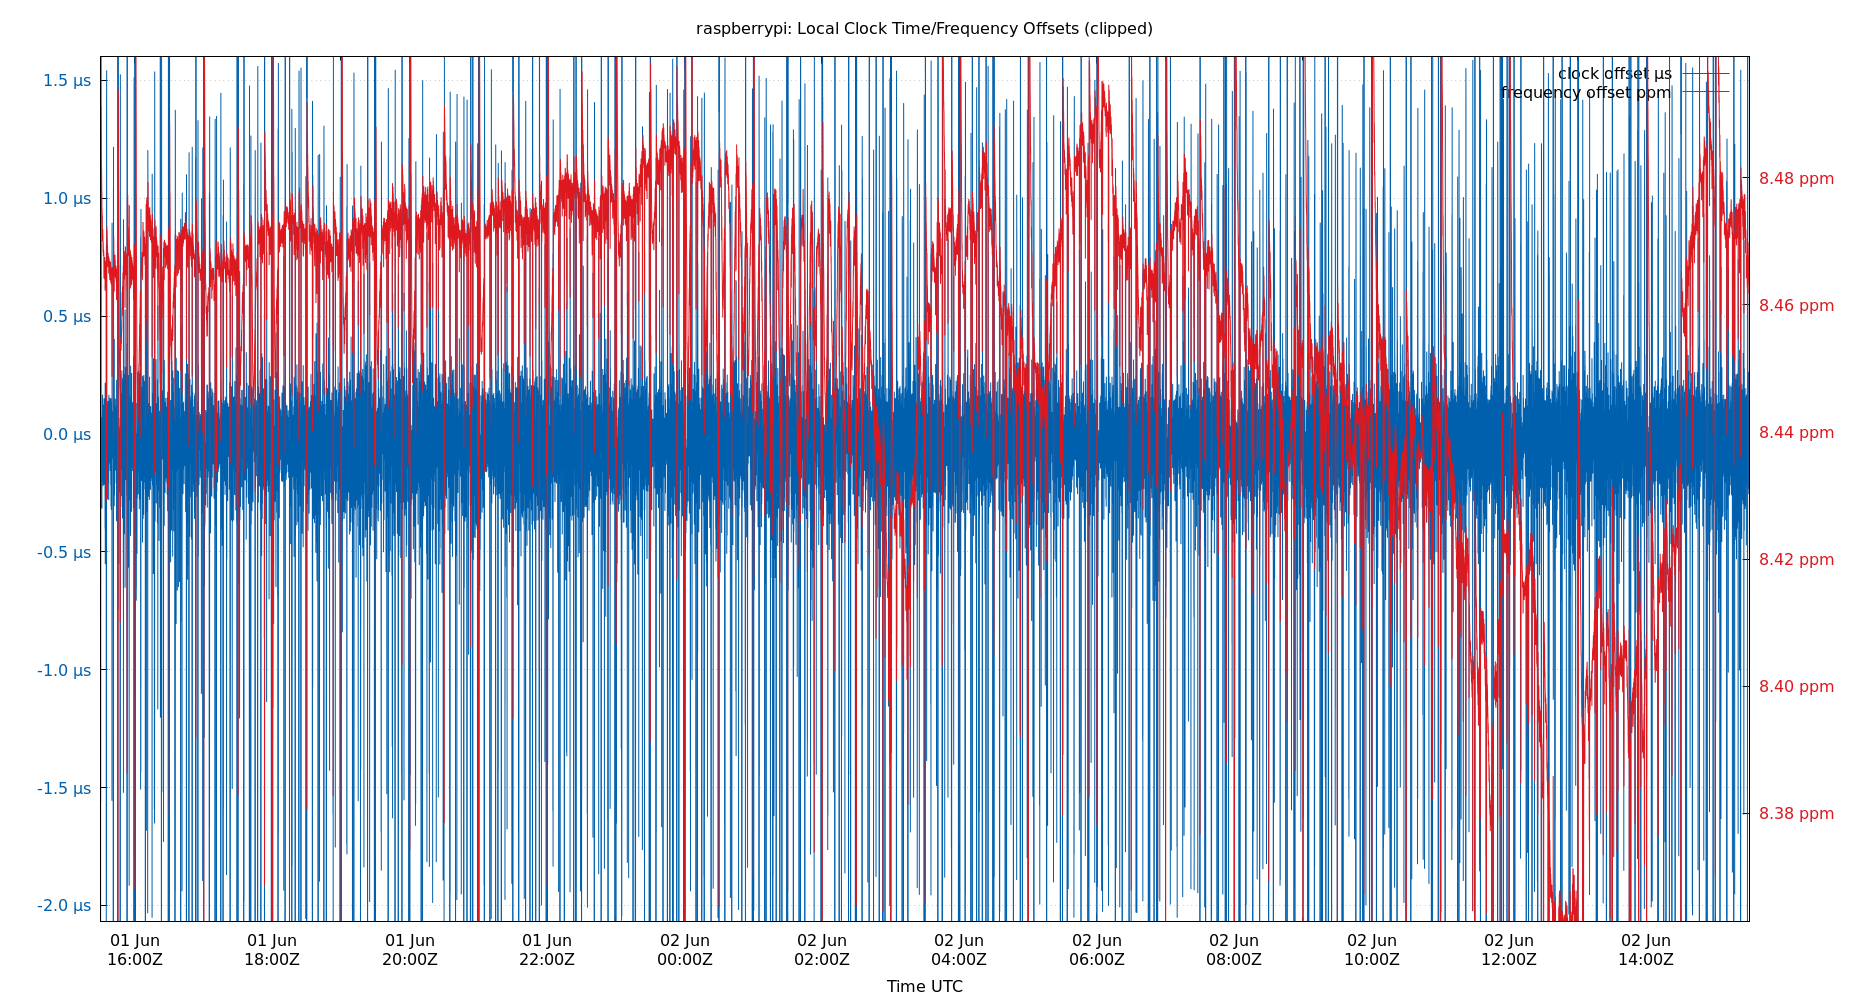 raspberrypi: Local Clock Time/Frequency Offsets (clipped)
clock offset µs
frequency offset ppm
1.5 µs
1.0 µs
0.5 µs
0.0 µs
-0.5 µs
-1.0 µs
-1.5 µs
-2.0 µs
8.48 ppm
8.46 ppm
8.44 ppm
8.42 ppm
8.40 ppm
8.38 ppm
01 Jun 01 Jun 01 Jun 01 Jun 02 Jun 02 Jun 02 Jun 02 Jun 02 Jun 02 Jun 02 Jun 02 Jun
16:00Z 18:00Z 20:00Z 22:00Z 00:00Z 02:00Z 04:00Z 06:00Z 08:00Z 10:00Z 12:00Z 14:00Z
Time UTC